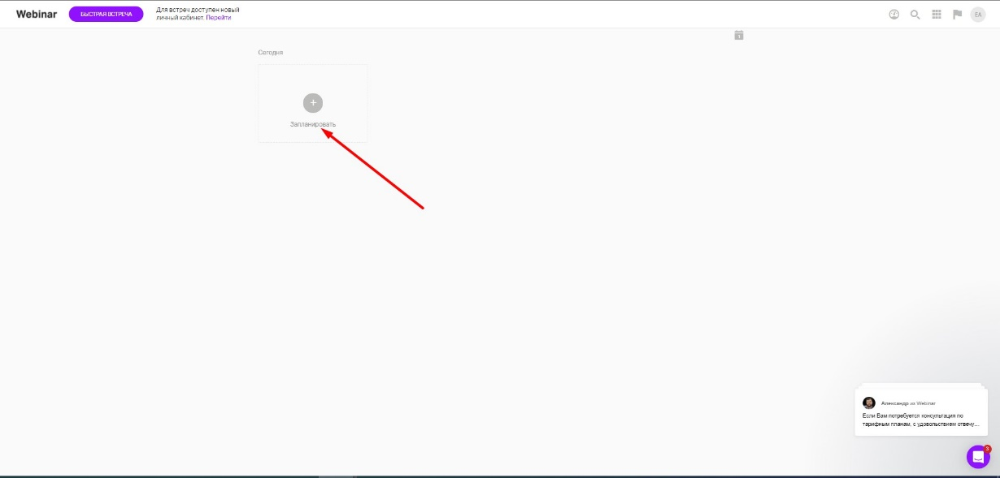 Webinar
БЫСТРАЯ ВСТРЕЧА
Для встреч доступен новый
личный кабинет. Перейти
EA
1
Сегодня
Запланировать
Александр из Webinar
Если Вам потребуется консультация по
тарифным планам, с удовольствием отвечу...
3